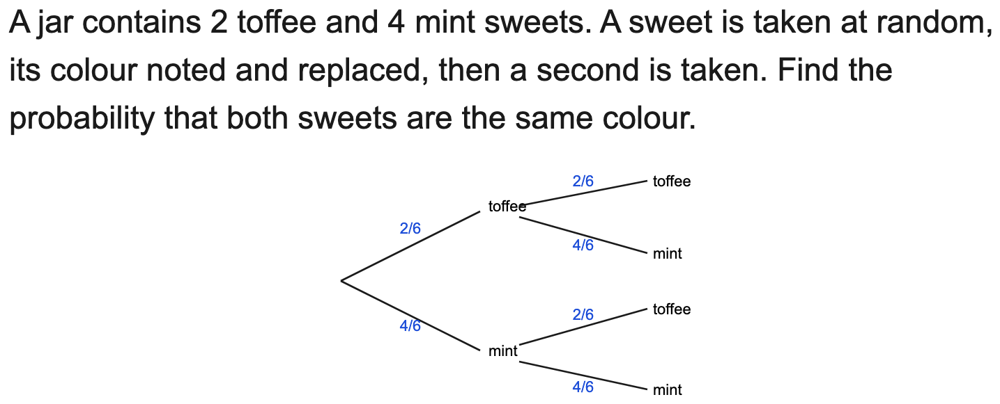 A jar contains 2 toffee and 4 mint sweets. A sweet is taken at random,
its colour noted and replaced, then a second is taken. Find the
probability that both sweets are the same colour.
2/6 toffee
toffee
2/6
4/6
mint
2/6 toffee
4/6
mint
4/6 mint